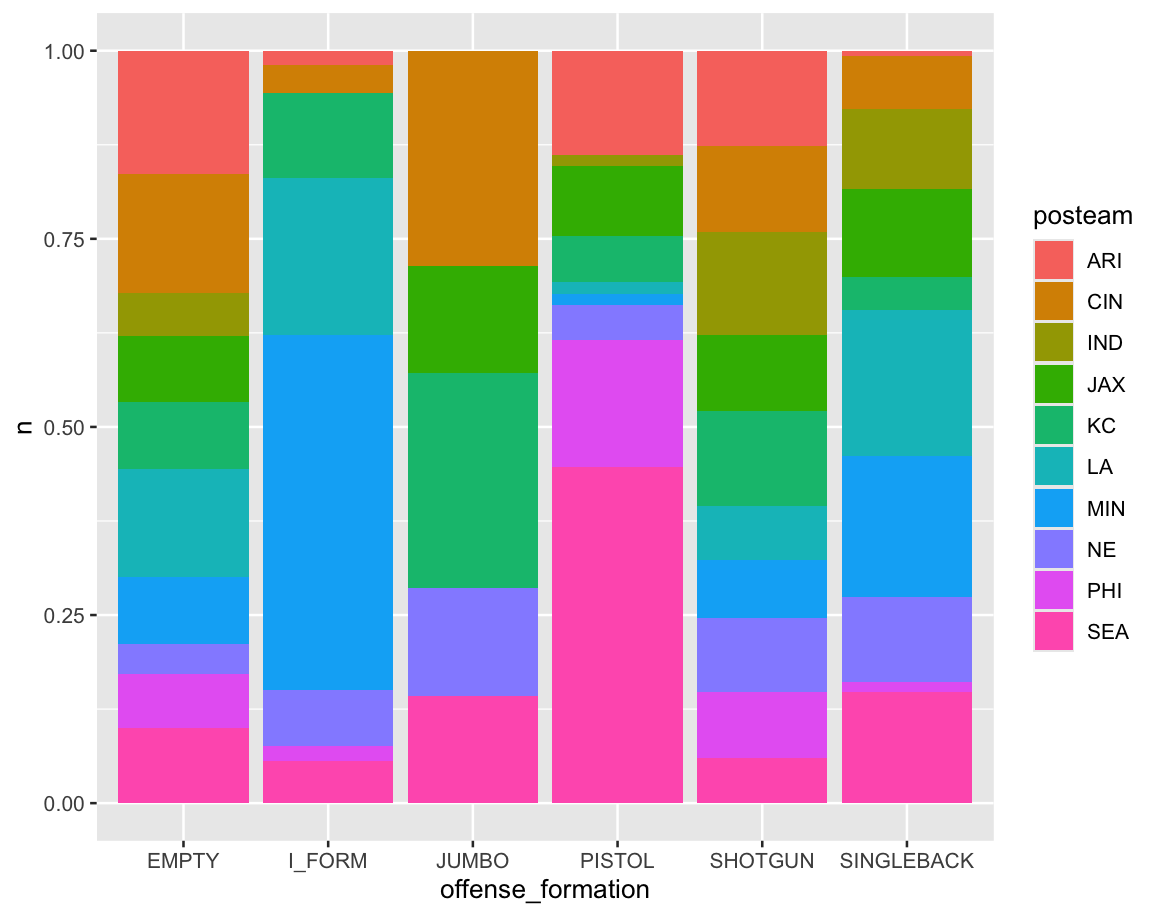 1.00
0.75
0.50
0.25
0.00
n
EMPTY
I_FORM
JUMBO
PISTOL
SHOTGUN
SINGLEBACK
offense_formation
posteam
ARI
CIN
IND
JAX
KC
LA
MIN
NE
PHI
SEA